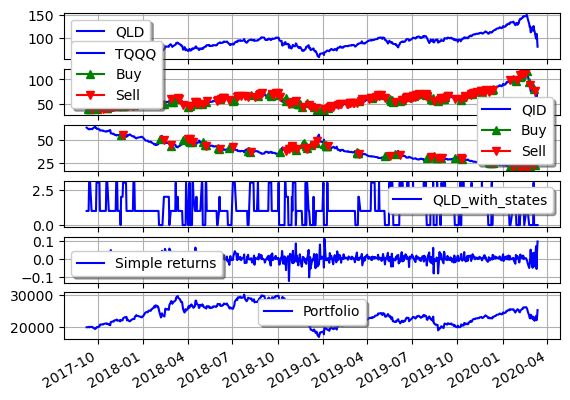 150
100
QLD
TQQQ
Buy
Sell
100
50
QID
Buy
Sell
50
25
2.5
0.0
QLD_with_states
0.1
0.0
−0.1
Simple returns
30000
20000
Portfolio
2017-10
2018-01
2018-04
2018-07
2018-10
2019-01
2019-04
2019-07
2019-10
2020-01
2020-04